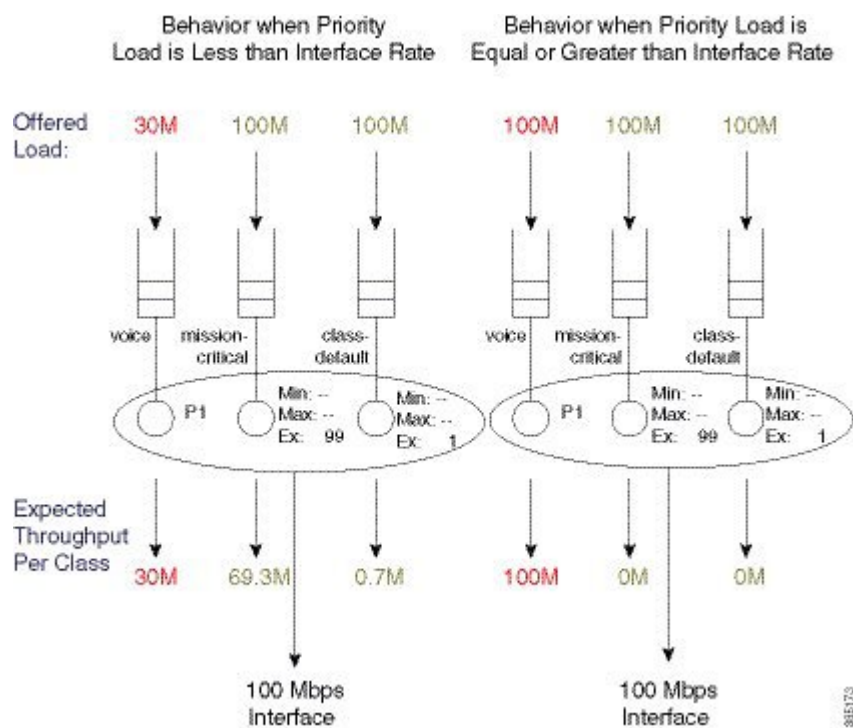 Behavior when Priority
Load is Less than Interface Rate
Behavior when Priority Load is
Equal or Greater than Interface Rate
Offered
Load:
30M 100M 100M 100M 100M 100M
voice
mission-
critical
class-
default
voice
mission-
critical
class-
default
P1
Min: --
Max: --
Ex: 99
Min: --
Max: --
Ex: 1
P1
Min: --
Max: --
Ex: 99
Min: --
Max: --
Ex: 1
Expected
Throughput
Per Class
30M 69.3M 0.7M 100M 0M 0M
100 Mbps
Interface
100 Mbps
Interface